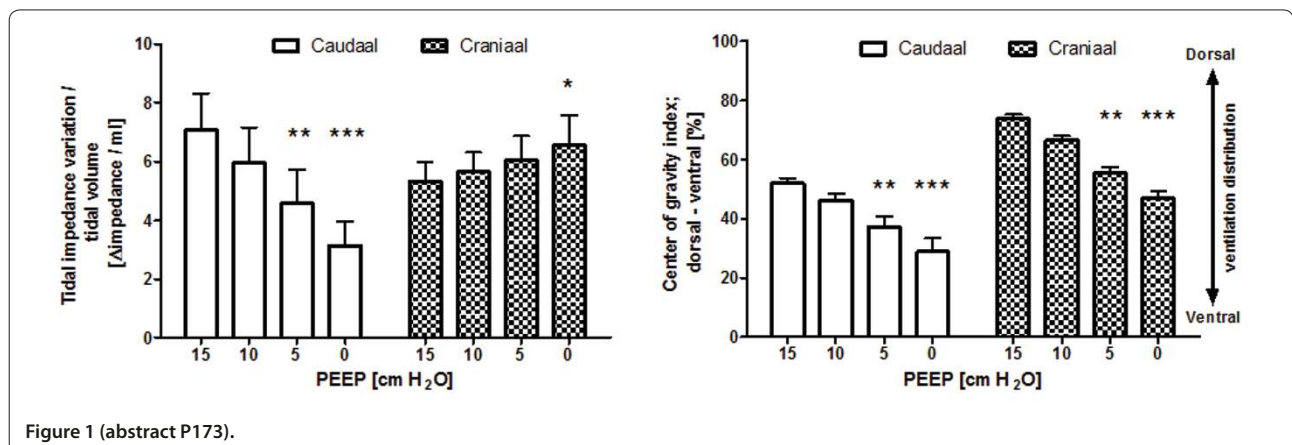 Caudaal Craniaal
Tidal impedance variation /
tidal volume
[Δimpedance / ml]
10
8
6
4
2
0
** *** *
15 10 5 0 15 10 5 0
PEEP [cm H₂O]
Caudaal Craniaal
Center of gravity index;
dorsal - ventral [%]
100
80
60
40
20
0
** *** ** ***
15 10 5 0 15 10 5 0
PEEP [cm H₂O]
Dorsal
ventilation distribution
Ventral
Figure 1 (abstract P173).